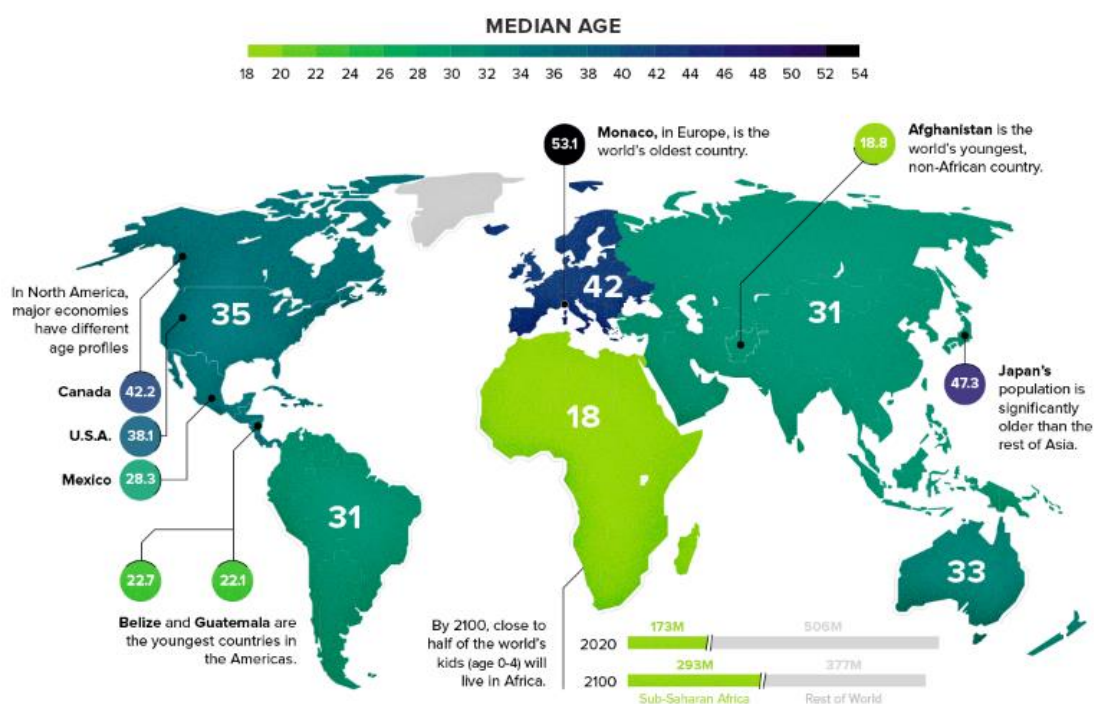 MEDIAN AGE
18 20 22 24 26 28 30 32 34 36 38 40 42 44 46 48 50 52 54
53.1
Monaco, in Europe, is the
world's oldest country.
18.8
Afghanistan is the
world's youngest,
non-African country.
In North America,
major economies
have different
age profiles
Canada 42.2
U.S.A. 38.1
Mexico 28.3
35
42
31
18
31
33
47.3
Japan's
population is
significantly
older than the
rest of Asia.
22.7 22.1
Belize and Guatemala are
the youngest countries in
the Americas.
By 2100, close to
half of the world's
kids (age 0-4) will
live in Africa.
173M 506M
2020
293M 377M
2100
Sub-Saharan Africa Rest of World